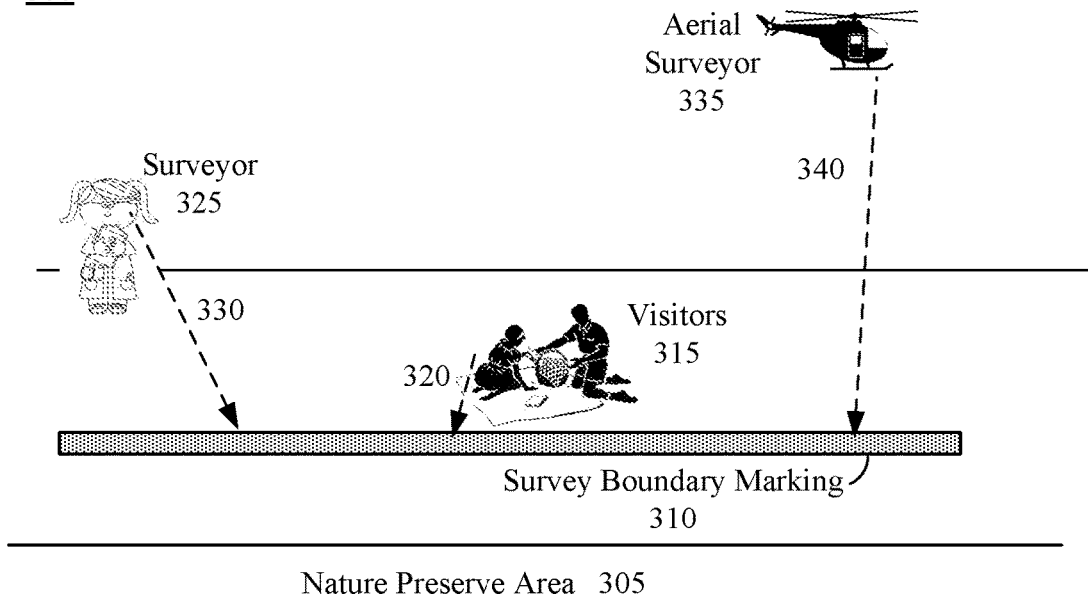 Aerial
Surveyor
335
340
Surveyor
325
330
Visitors
315
320
Survey Boundary Marking
310
Nature Preserve Area 305